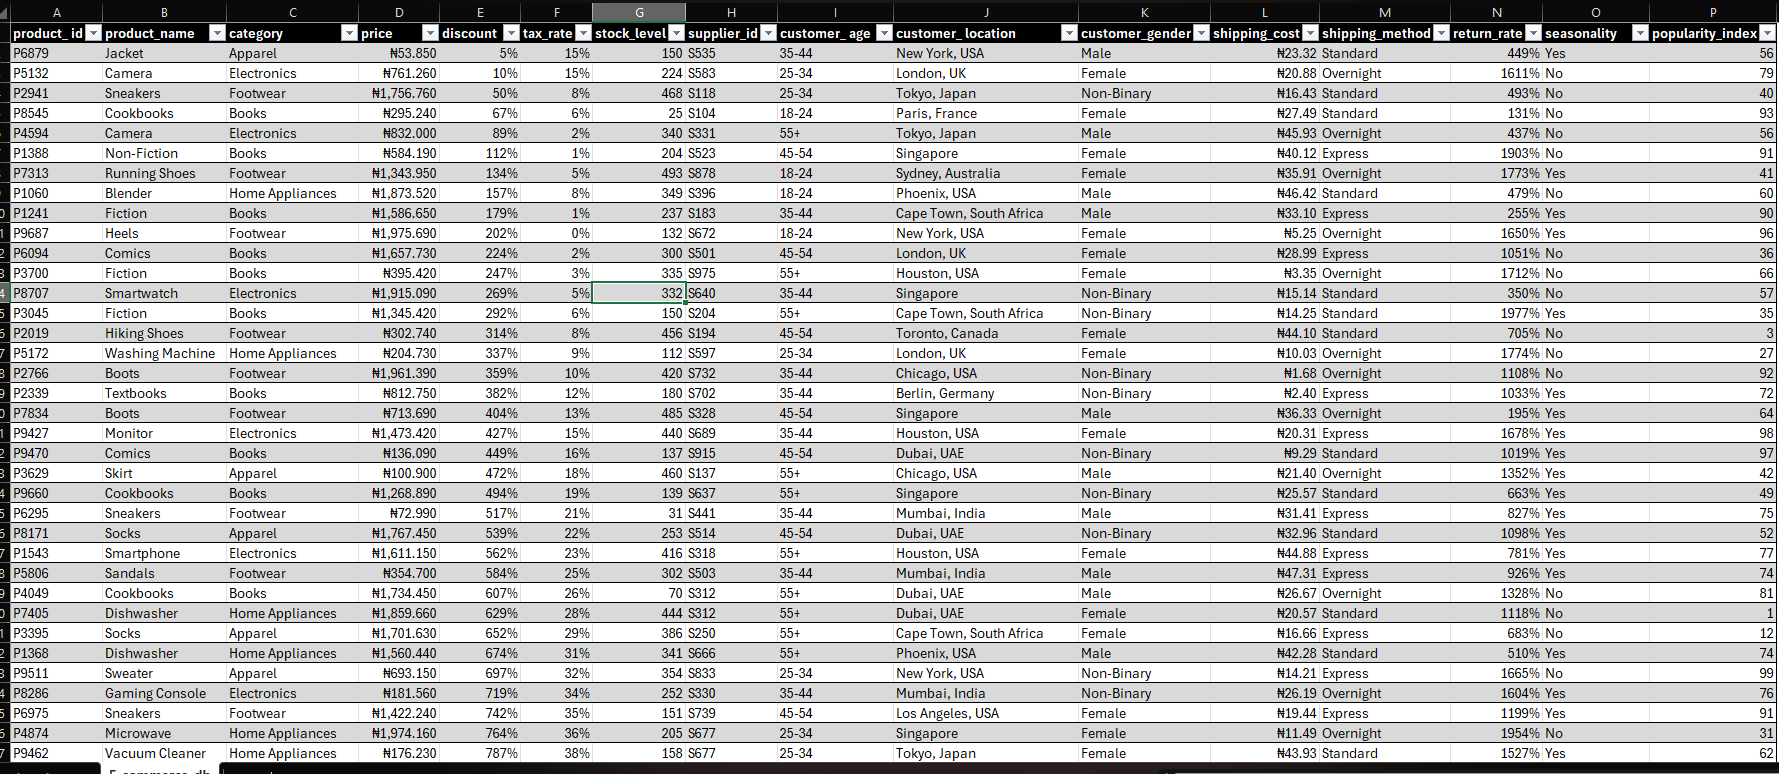 A B C D E F G H I J K L M N O P
product_id product_name category price discount tax_rate stock_level supplier_id customer_age customer_location customer_gender shipping_cost shipping_method return_rate seasonality popularity_index
P6879 Jacket Apparel ₦53.850 5% 15% 150 S535 35-44 New York, USA Male ₦23.32 Standard 449% Yes 56
P5132 Camera Electronics ₦761.260 10% 15% 224 S583 25-34 London, UK Female ₦20.88 Overnight 1611% No 79
P2941 Sneakers Footwear ₦1,756.760 50% 8% 468 S118 25-34 Tokyo, Japan Non-Binary ₦16.43 Standard 493% No 40
P8545 Cookbooks Books ₦295.240 67% 6% 25 S104 18-24 Paris, France Female ₦27.49 Standard 131% No 93
P4594 Camera Electronics ₦832.000 89% 2% 340 S331 55+ Tokyo, Japan Male ₦45.93 Overnight 437% No 56
P1388 Non-Fiction Books ₦584.190 112% 1% 204 S523 45-54 Singapore Female ₦40.12 Express 1903% No 91
P7313 Running Shoes Footwear ₦1,343.950 134% 5% 493 S878 18-24 Sydney, Australia Female ₦35.91 Overnight 1773% Yes 41
P1060 Blender Home Appliances ₦1,873.520 157% 8% 349 S396 18-24 Phoenix, USA Male ₦46.42 Standard 479% No 60
P1241 Fiction Books ₦1,586.650 179% 1% 237 S183 35-44 Cape Town, South Africa Male ₦33.10 Express 255% Yes 90
P9687 Heels Footwear ₦1,975.690 202% 0% 132 S672 18-24 New York, USA Female ₦5.25 Overnight 1650% Yes 96
P6094 Comics Books ₦1,657.730 224% 2% 300 S501 45-54 London, UK Female ₦28.99 Express 1051% No 36
P3700 Fiction Books ₦395.420 247% 3% 335 S975 55+ Houston, USA Female ₦3.35 Overnight 1712% No 66
P8707 Smartwatch Electronics ₦1,915.090 269% 5% 332 S640 35-44 Singapore Non-Binary ₦15.14 Standard 350% No 57
P3045 Fiction Books ₦1,345.420 292% 6% 150 S204 55+ Cape Town, South Africa Non-Binary ₦14.25 Standard 1977% Yes 35
P2019 Hiking Shoes Footwear ₦302.740 314% 8% 456 S194 45-54 Toronto, Canada Female ₦44.10 Standard 705% No 3
P5172 Washing Machine Home Appliances ₦204.730 337% 9% 112 S597 25-34 London, UK Female ₦10.03 Overnight 1774% No 27
P2766 Boots Footwear ₦1,961.390 359% 10% 420 S732 35-44 Chicago, USA Non-Binary ₦1.68 Overnight 1108% No 92
P2339 Textbooks Books ₦812.750 382% 12% 180 S702 35-44 Berlin, Germany Non-Binary ₦2.40 Express 1033% Yes 72
P7834 Boots Footwear ₦713.690 404% 13% 485 S328 45-54 Singapore Male ₦36.33 Overnight 195% Yes 64
P9427 Monitor Electronics ₦1,473.420 427% 15% 440 S689 35-44 Houston, USA Female ₦20.31 Express 1678% Yes 98
P9470 Comics Books ₦136.090 449% 16% 137 S915 45-54 Dubai, UAE Non-Binary ₦9.29 Standard 1019% Yes 97
P3629 Skirt Apparel ₦100.900 472% 18% 460 S137 55+ Chicago, USA Male ₦21.40 Overnight 1352% Yes 42
P9660 Cookbooks Books ₦1,268.890 494% 19% 139 S637 55+ Singapore Non-Binary ₦25.57 Standard 663% Yes 49
P6295 Sneakers Footwear ₦72.990 517% 21% 31 S441 35-44 Mumbai, India Male ₦31.41 Express 827% Yes 75
P8171 Socks Apparel ₦1,767.450 539% 22% 253 S514 45-54 Dubai, UAE Non-Binary ₦32.96 Standard 1098% Yes 52
P1543 Smartphone Electronics ₦1,611.150 562% 23% 416 S318 55+ Houston, USA Female ₦44.88 Express 781% Yes 77
P5806 Sandals Footwear ₦354.700 584% 25% 302 S503 35-44 Mumbai, India Male ₦47.31 Express 926% Yes 74
P4049 Cookbooks Books ₦1,734.450 607% 26% 70 S312 55+ Dubai, UAE Male ₦26.67 Overnight 1328% No 81
P7405 Dishwasher Home Appliances ₦1,859.660 629% 28% 444 S312 55+ Dubai, UAE Female ₦20.57 Standard 1118% No 1
P3395 Socks Apparel ₦1,701.630 652% 29% 386 S250 55+ Cape Town, South Africa Female ₦16.66 Express 683% No 12
P1368 Dishwasher Home Appliances ₦1,560.440 674% 31% 341 S666 55+ Phoenix, USA Male ₦42.28 Standard 510% Yes 74
P9511 Sweater Apparel ₦693.150 697% 32% 354 S833 25-34 New York, USA Non-Binary ₦14.21 Express 1665% No 99
P8286 Gaming Console Electronics ₦181.560 719% 34% 252 S330 35-44 Mumbai, India Non-Binary ₦26.19 Overnight 1604% Yes 76
P6975 Sneakers Footwear ₦1,422.240 742% 35% 151 S739 45-54 Los Angeles, USA Female ₦19.44 Express 1199% Yes 91
P4874 Microwave Home Appliances ₦1,974.160 764% 36% 205 S677 25-34 Singapore Female ₦11.49 Overnight 1954% No 31
P9462 Vacuum Cleaner Home Appliances ₦176.230 787% 38% 158 S677 25-34 Tokyo, Japan Female ₦43.93 Standard 1527% Yes 62